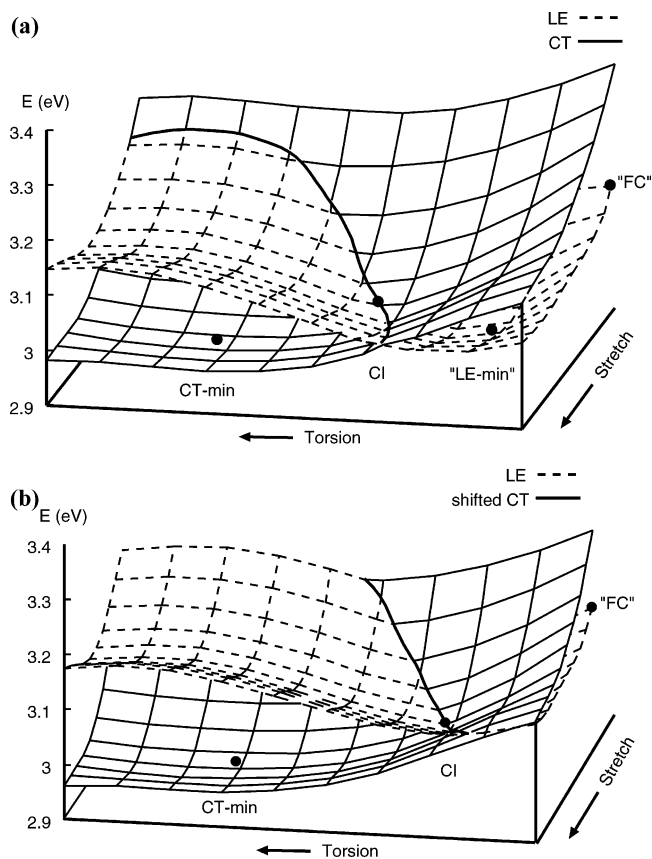 (a)
LE
CT
E (eV)
3.4
3.3
3.2
3.1
3
2.9
"FC"
CT-min
CI
"LE-min"
Stretch
Torsion
(b)
LE
shifted CT
E (eV)
3.4
3.3
3.2
3.1
3
2.9
"FC"
CT-min
CI
Stretch
Torsion